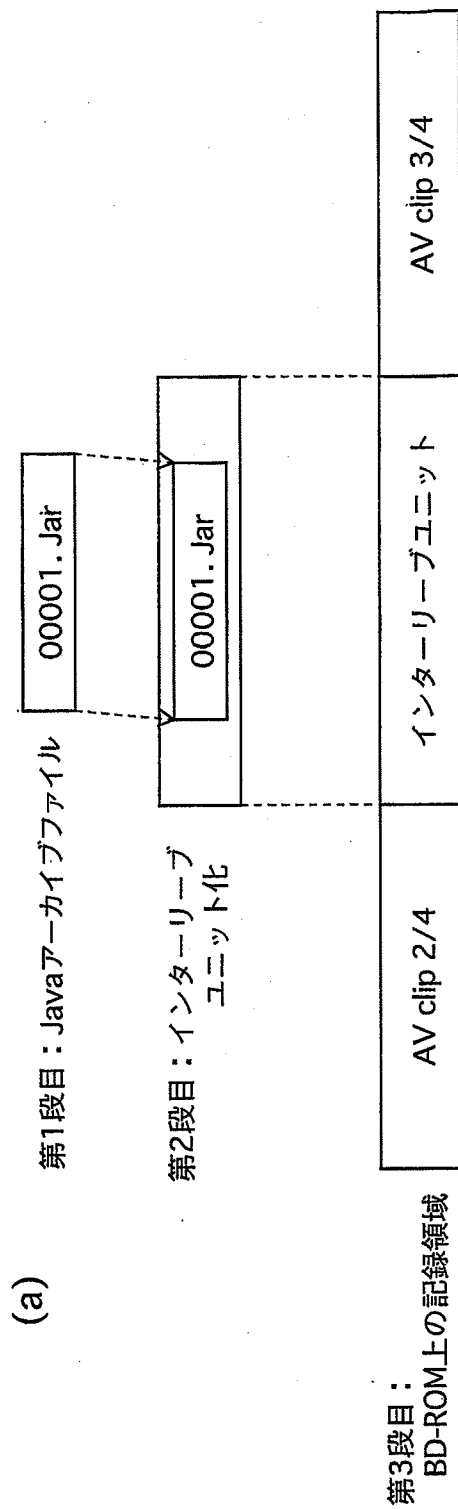 (a)
第1段目：Javaアーカイブファイル
00001. Jar
第2段目：インターリーブ
ユニット化
00001. Jar
第3段目：
BD-ROM上の記録領域
AV clip 2/4
インターリーブユニット
AV clip 3/4